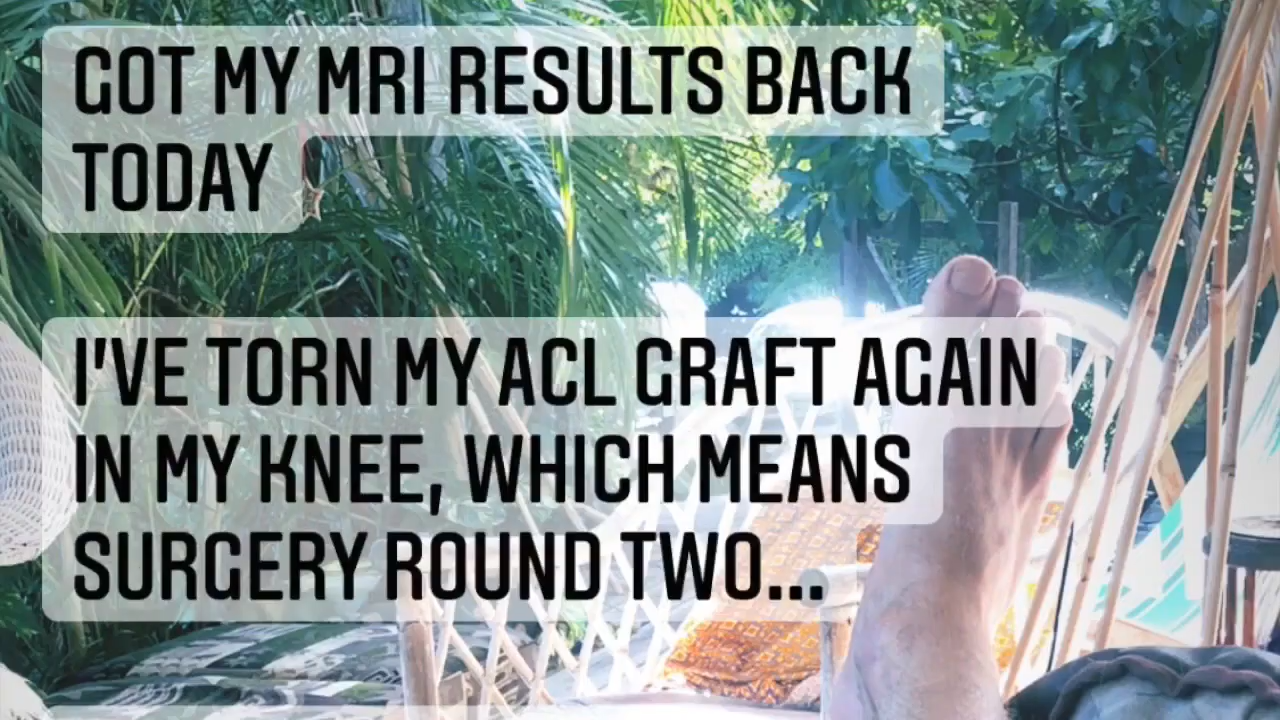 GOT MY MRI RESULTS BACK
TODAY
I'VE TORN MY ACL GRAFT AGAIN
IN MY KNEE, WHICH MEANS
SURGERY ROUND TWO...